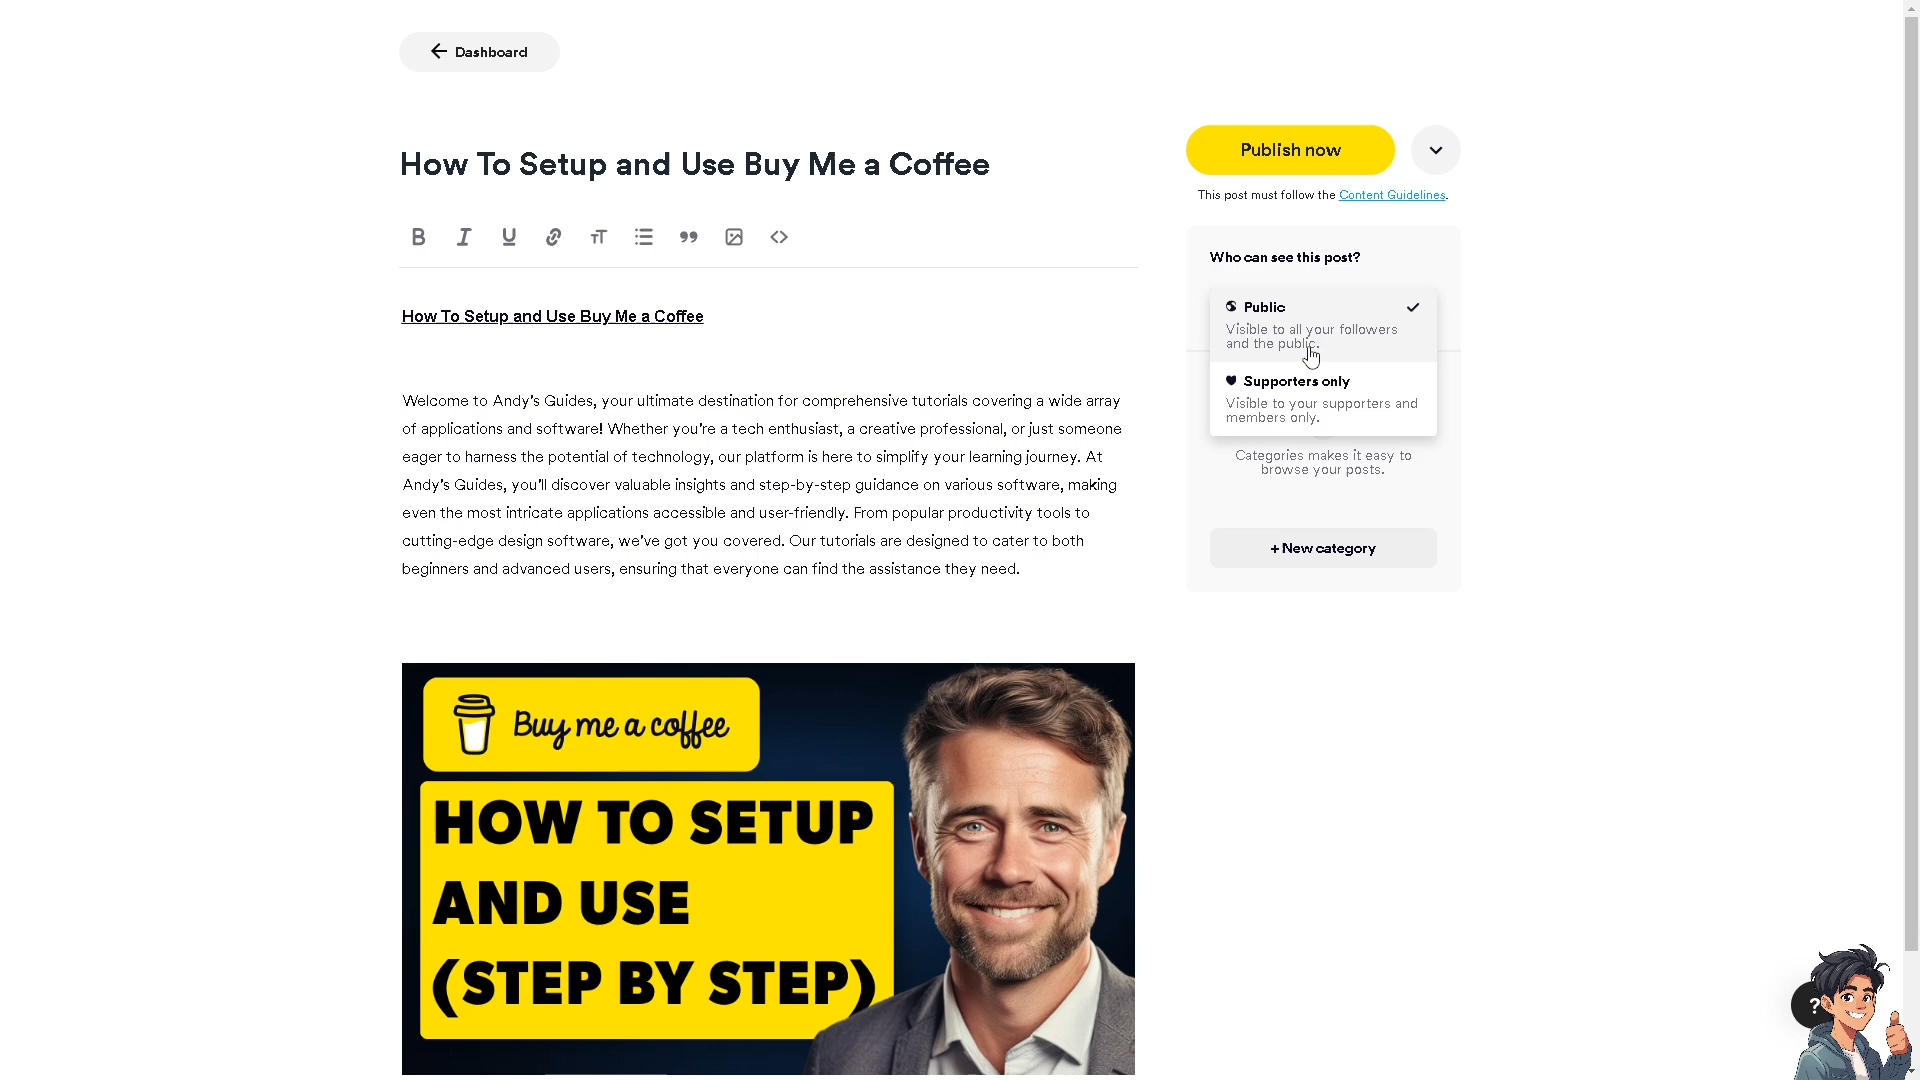 Dashboard
How To Setup and Use Buy Me a Coffee
Publish now
This post must follow the Content Guidelines.
Who can see this post?
Public
Visible to all your followers
and the public.
Supporters only
Visible to your supporters and
members only.
Categories makes it easy to
browse your posts.
+ New category
B I U
How To Setup and Use Buy Me a Coffee
Welcome to Andy's Guides, your ultimate destination for comprehensive tutorials covering a wide array
of applications and software! Whether you're a tech enthusiast, a creative professional, or just someone
eager to harness the potential of technology, our platform is here to simplify your learning journey. At
Andy's Guides, you'll discover valuable insights and step-by-step guidance on various software, making
even the most intricate applications accessible and user-friendly. From popular productivity tools to
cutting-edge design software, we've got you covered. Our tutorials are designed to cater to both
beginners and advanced users, ensuring that everyone can find the assistance they need.
Buy me a coffee
HOW TO SETUP
AND USE
(STEP BY STEP)
?